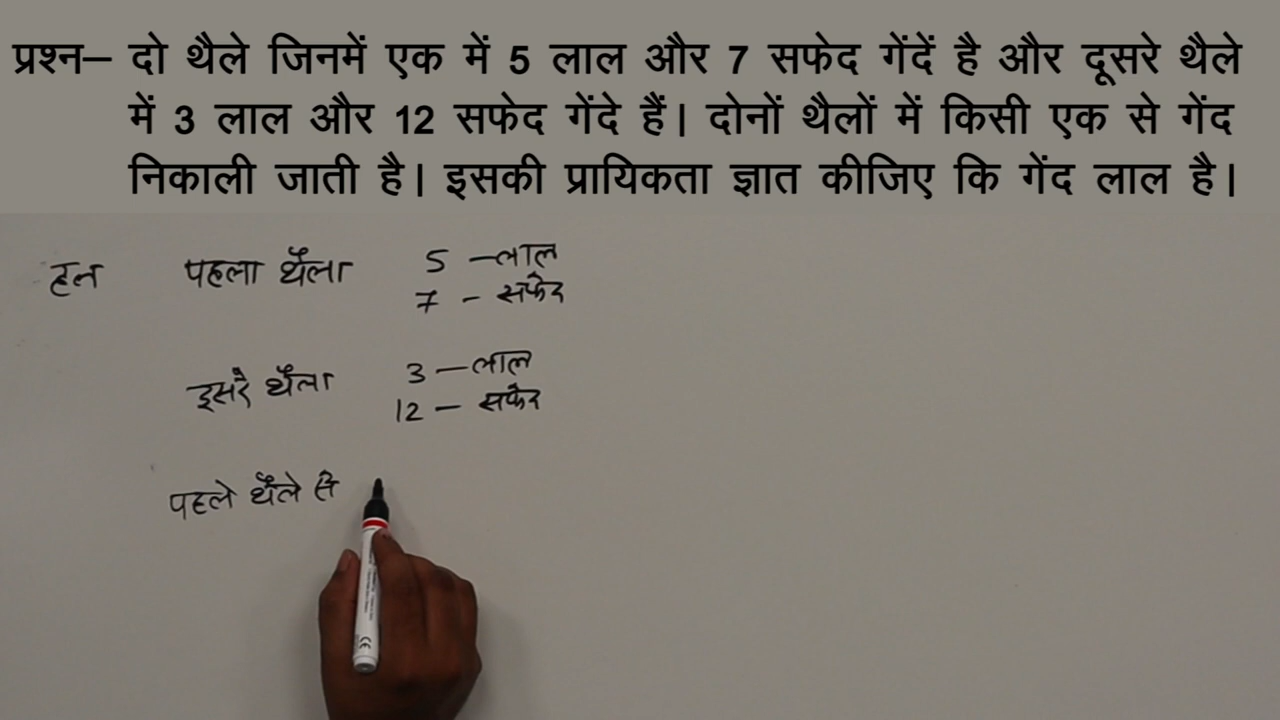 प्रश्न– दो थैले जिनमें एक में 5 लाल और 7 सफेद गेंदें है और दूसरे थैले
में 3 लाल और 12 सफेद गेंदे हैं। दोनों थैलों में किसी एक से गेंद
निकाली जाती है। इसकी प्रायिकता ज्ञात कीजिए कि गेंद लाल है।
हल पहला थैला 5 – लाल
7 - सफेद
दूसरे थैला 3 – लाल
12 – सफेद
पहले थैले से
CE